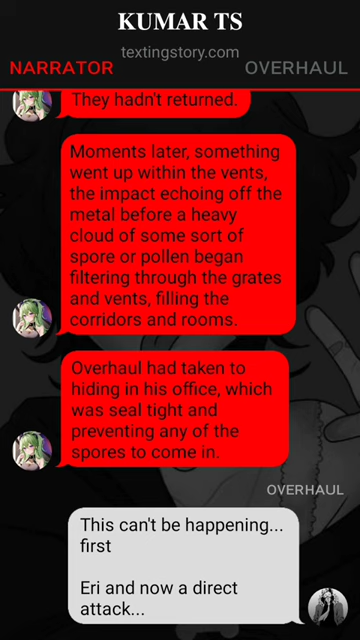 KUMAR TS
textingstory.com
NARRATOR OVERHAUL
They hadn't returned.
Moments later, something
went up within the vents,
the impact echoing off the
metal before a heavy
cloud of some sort of
spore or pollen began
filtering through the grates
and vents, filling the
corridors and rooms.
Overhaul had taken to
hiding in his office, which
was seal tight and
preventing any of the
spores to come in.
OVERHAUL
This can't be happening...
first
Eri and now a direct
attack...